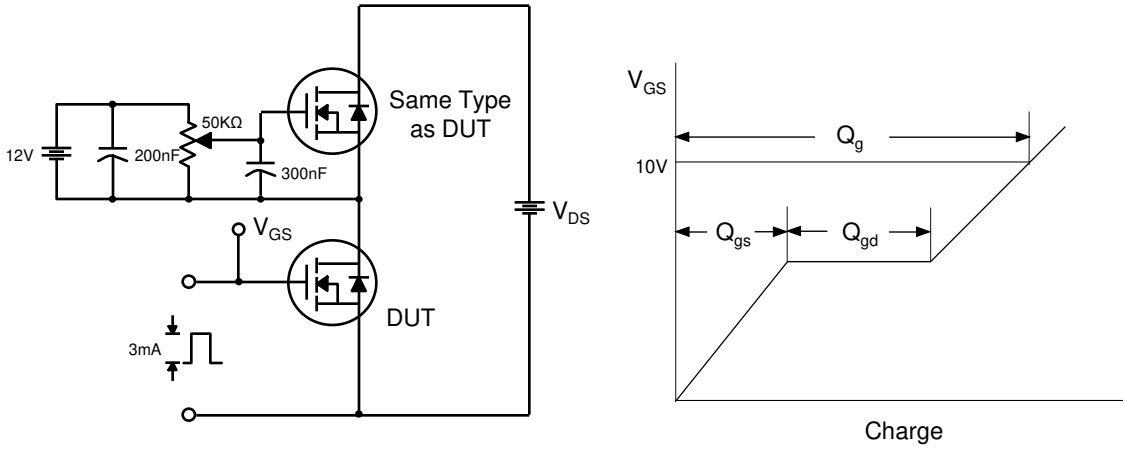 Same Type
as DUT
50KΩ
12V
200nF
300nF
V_GS
V_DS
DUT
3mA
V_GS
Q_g
10V
Q_gs
Q_gd
Charge